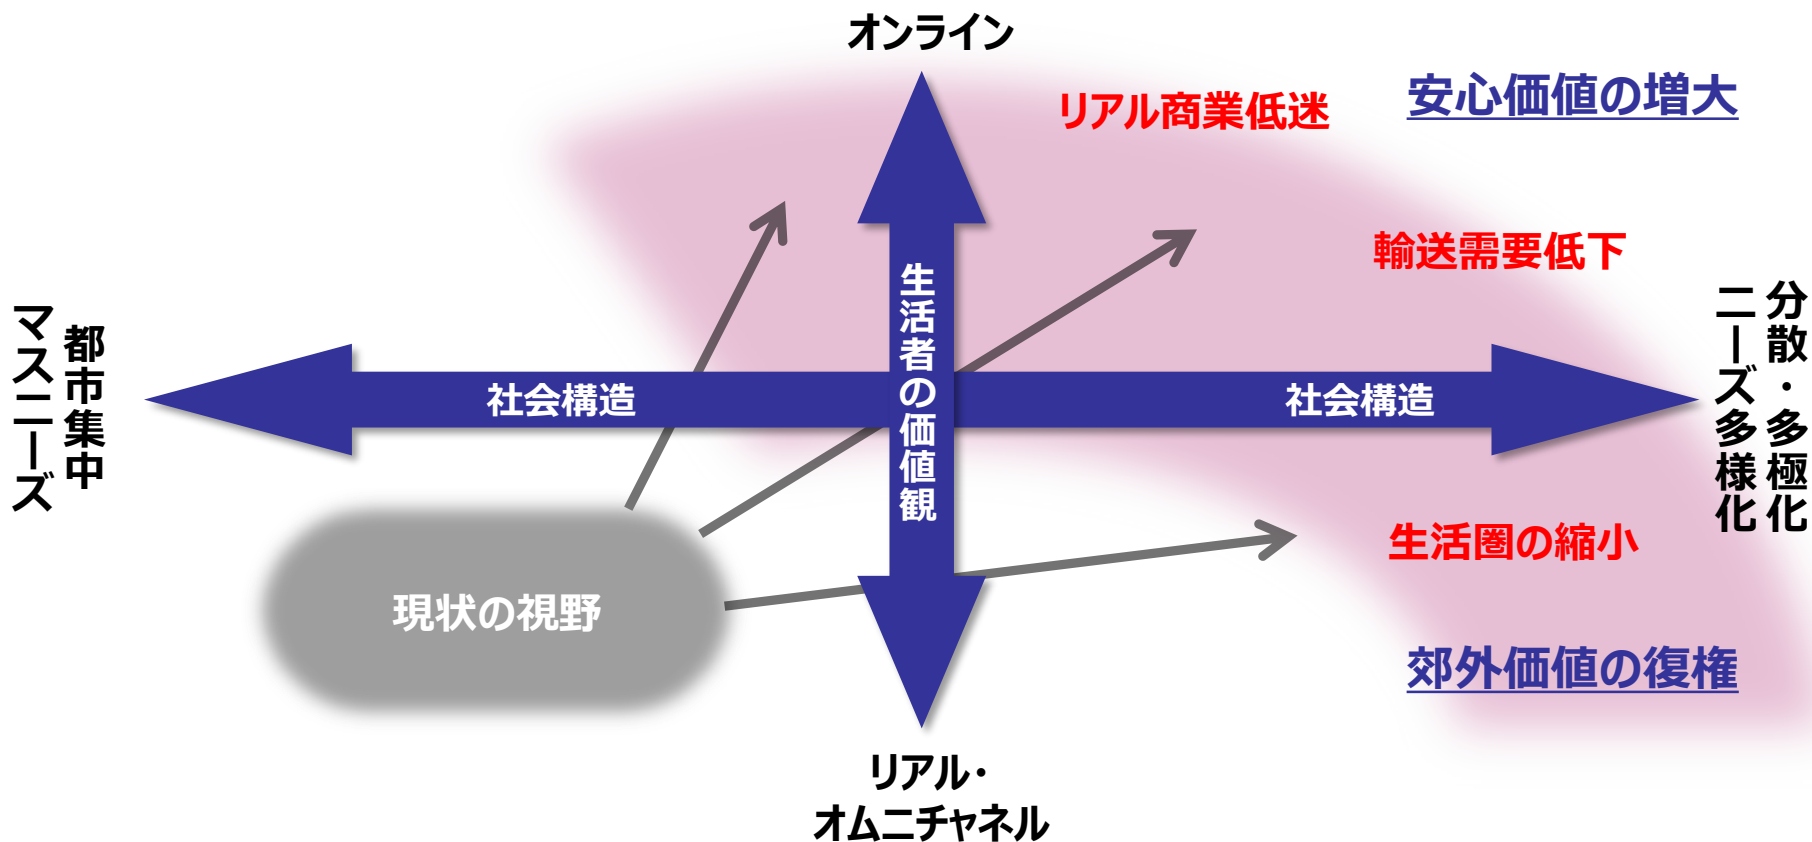 オンライン
リアル商業低迷
安心価値の増大
輸送需要低下
都市集中
マスニーズ
社会構造
生活者の価値観
社会構造
分散・多極化
ニーズ多様化
現状の視野
生活圏の縮小
郊外価値の復権
リアル・
オムニチャネル